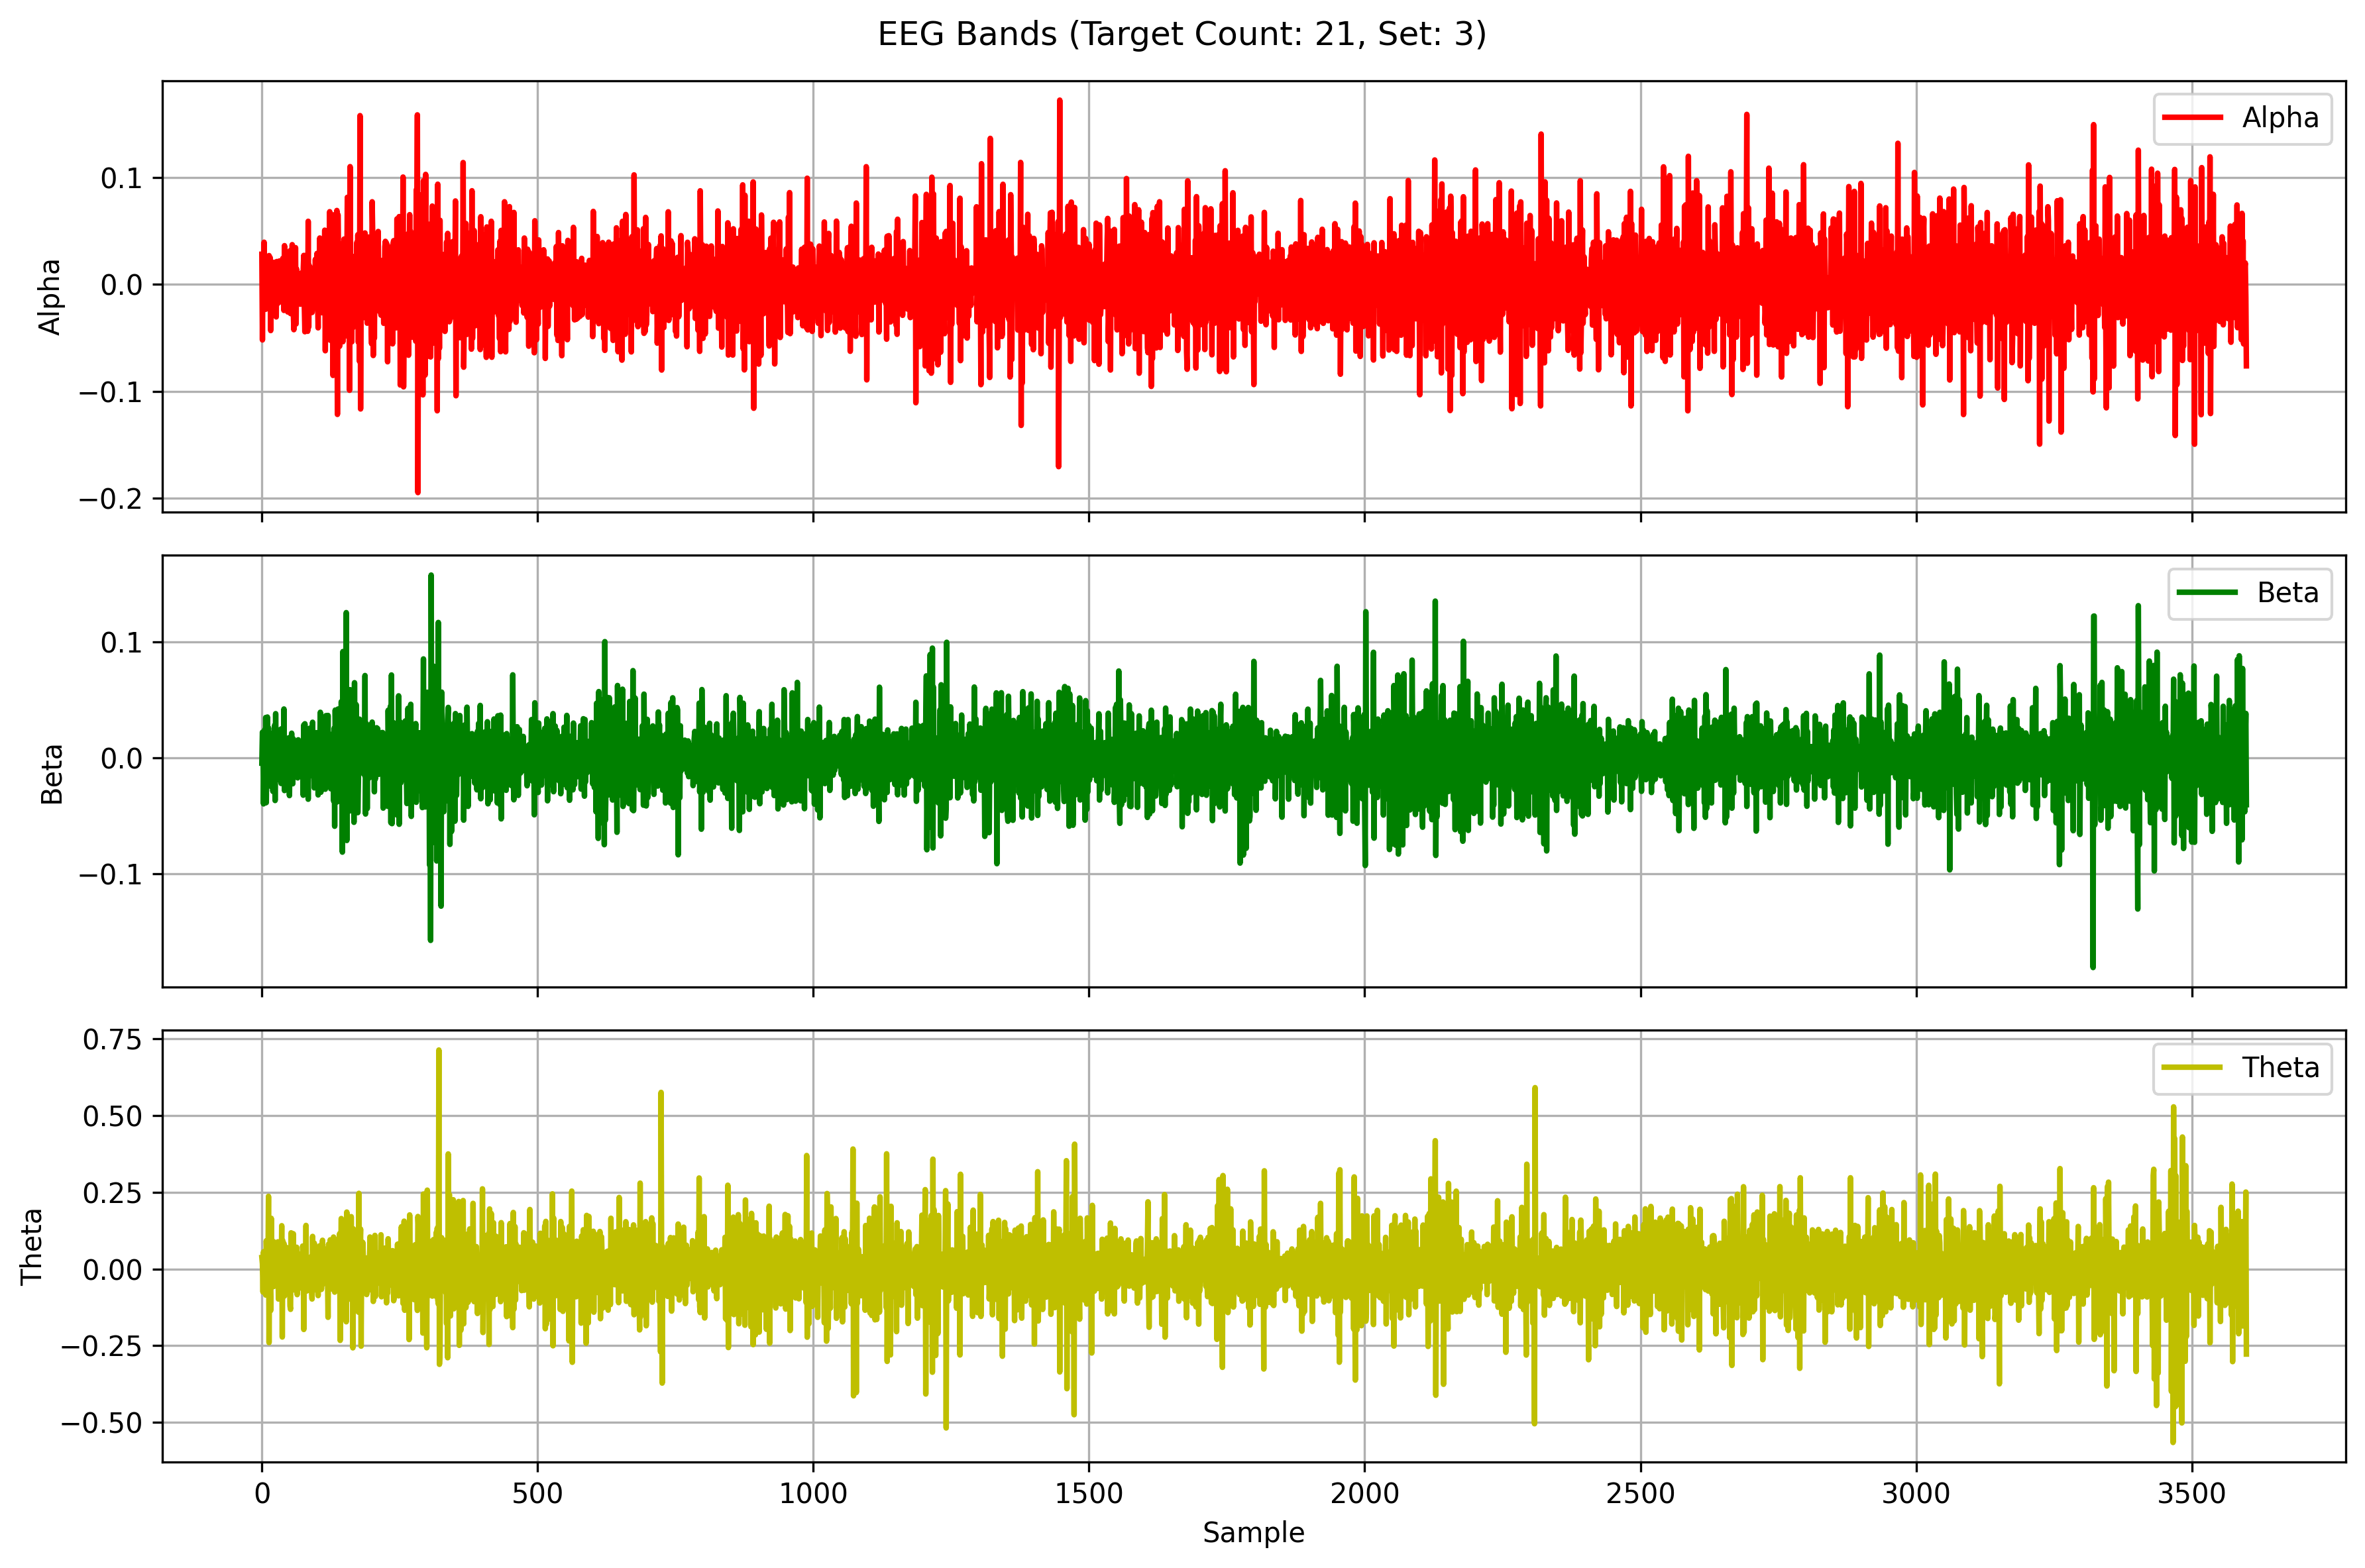 EEG Bands (Target Count: 21, Set: 3)
Alpha
0.1
0.0
−0.1
−0.2
Alpha
Beta
0.1
0.0
−0.1
Beta
Theta
0.75
0.50
0.25
0.00
−0.25
−0.50
Theta
0 500 1000 1500 2000 2500 3000 3500
Sample